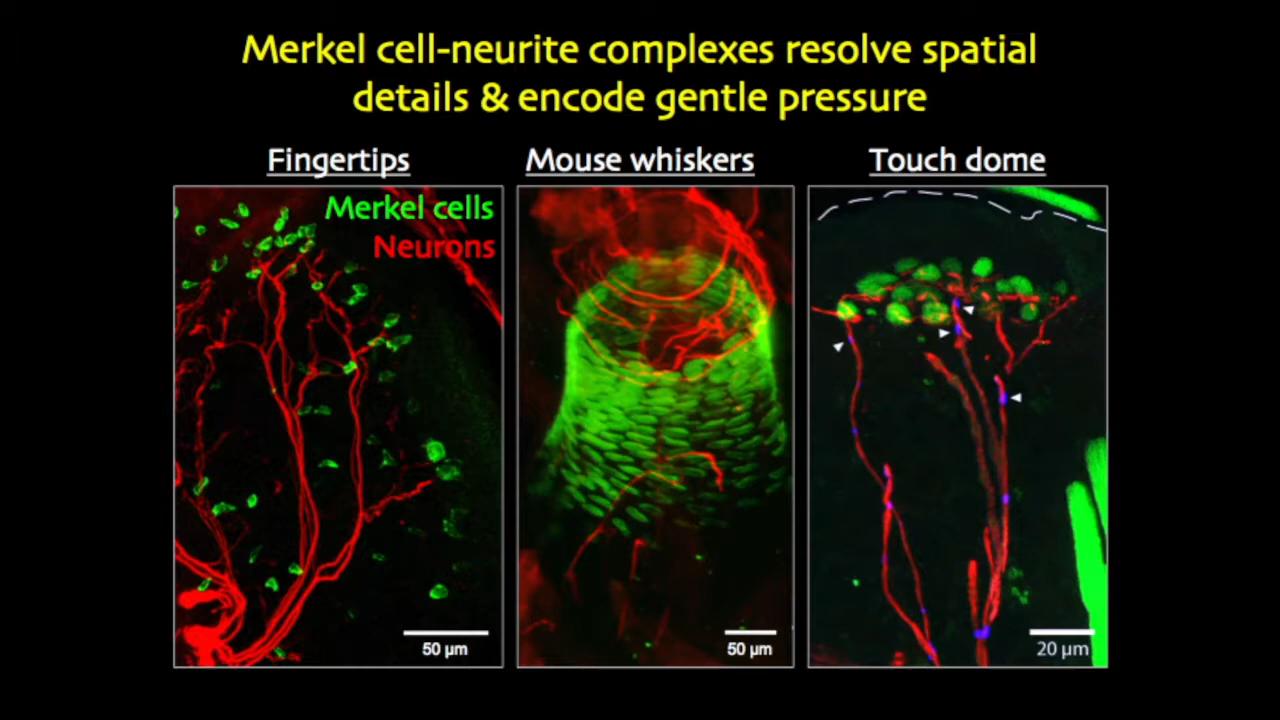 Merkel cell-neurite complexes resolve spatial
details & encode gentle pressure
Fingertips
Mouse whiskers
Touch dome
Merkel cells
Neurons
50 µm
50 µm
20 µm